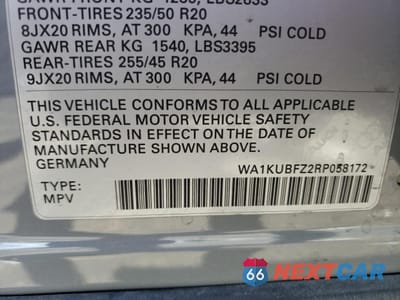 FRONT-TIRES 235/50 R20
8JX20 RIMS, AT 300 KPA, 44 PSI COLD
GAWR REAR KG 1540, LBS3395
REAR-TIRES 255/45 R20
9JX20 RIMS, AT 300 KPA, 44 PSI COLD
THIS VEHICLE CONFORMS TO ALL APPLICABLE
U.S. FEDERAL MOTOR VEHICLE SAFETY
STANDARDS IN EFFECT ON THE DATE OF
MANUFACTURE SHOWN ABOVE.
GERMANY
WA1KUBFZ2RP058172
TYPE:
MPV
66 NEXTCAR